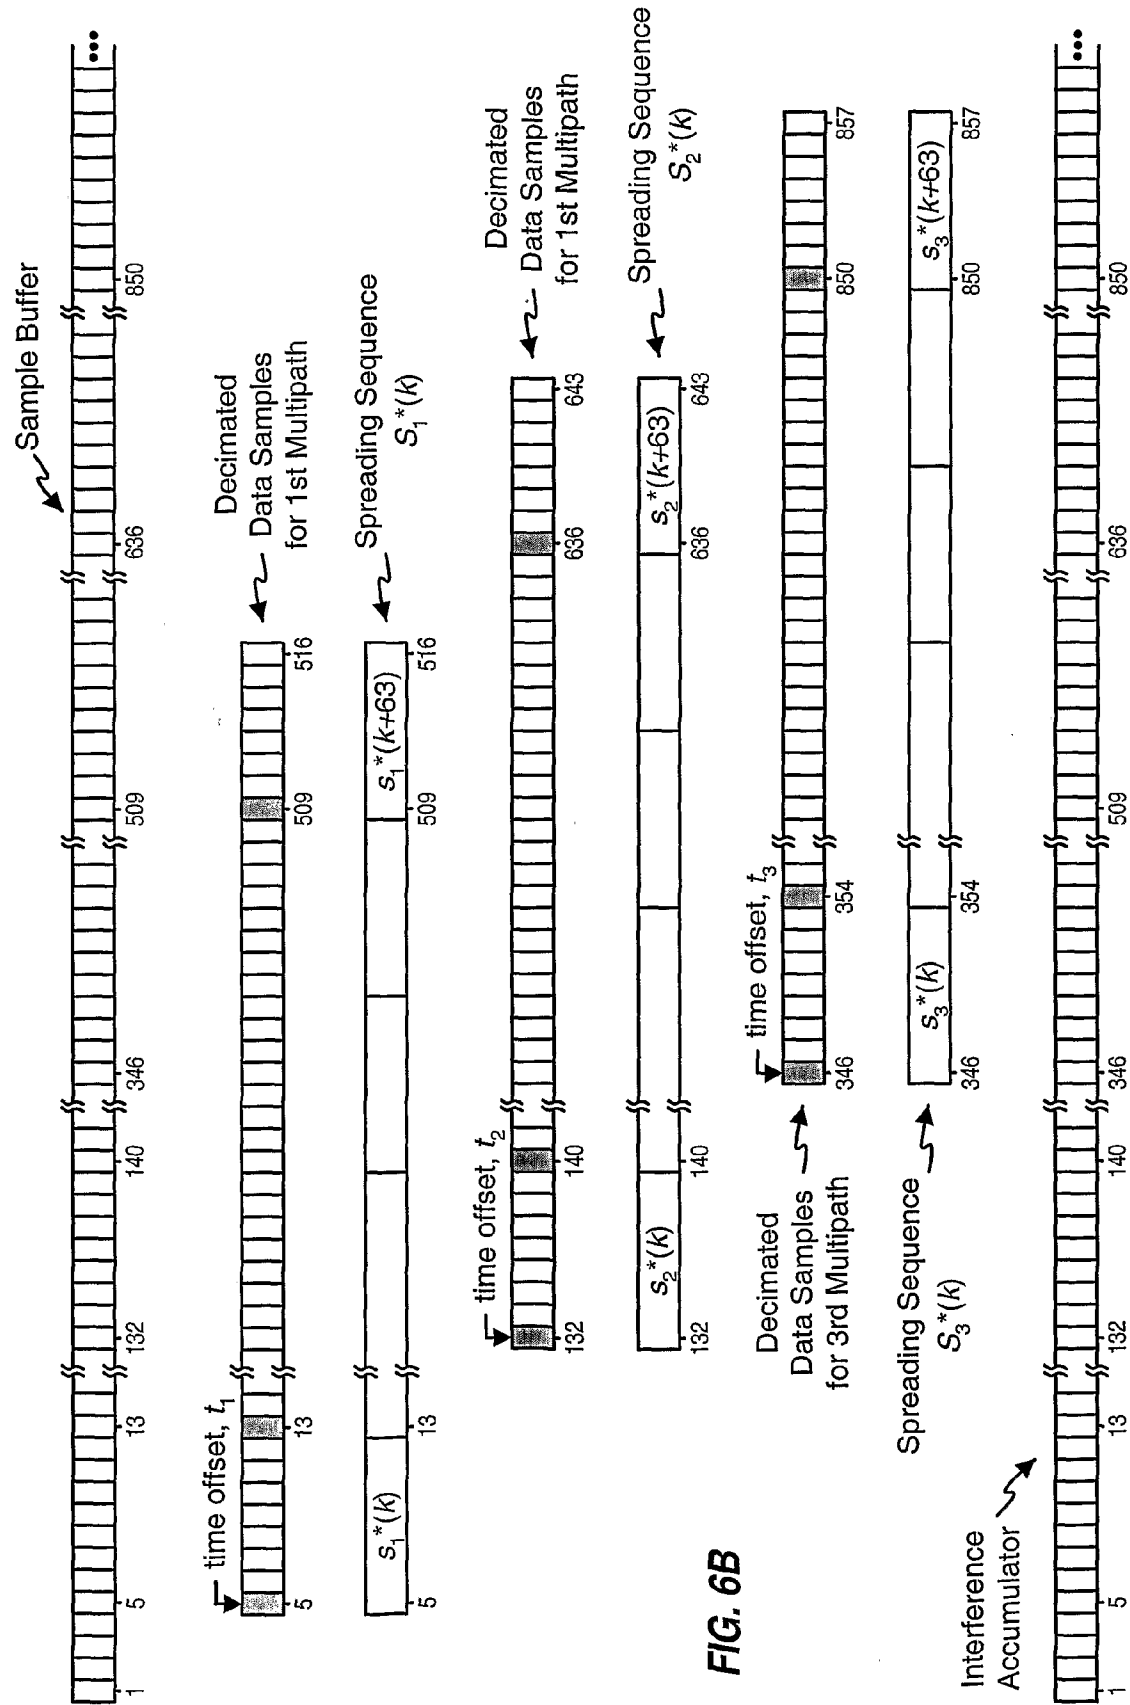 Sample Buffer
1 5 13 132 140 346 509 636 850 •••
time offset, t₁
Decimated
Data Samples
for 1st Multipath
5 13 509 516
Spreading Sequence
S₁*(k)
s₁*(k) s₁*(k+63)
5 13 509 516
time offset, t₂
Decimated
Data Samples
for 1st Multipath
132 140 636 643
Spreading Sequence
S₂*(k)
s₂*(k) s₂*(k+63)
132 140 636 643
time offset, t₃
Decimated
Data Samples
for 3rd Multipath
346 354 850 857
Spreading Sequence
S₃*(k)
s₃*(k) s₃*(k+63)
346 354 850 857
Interference
Accumulator
1 5 13 132 140 346 509 636 850 •••
FIG. 6B